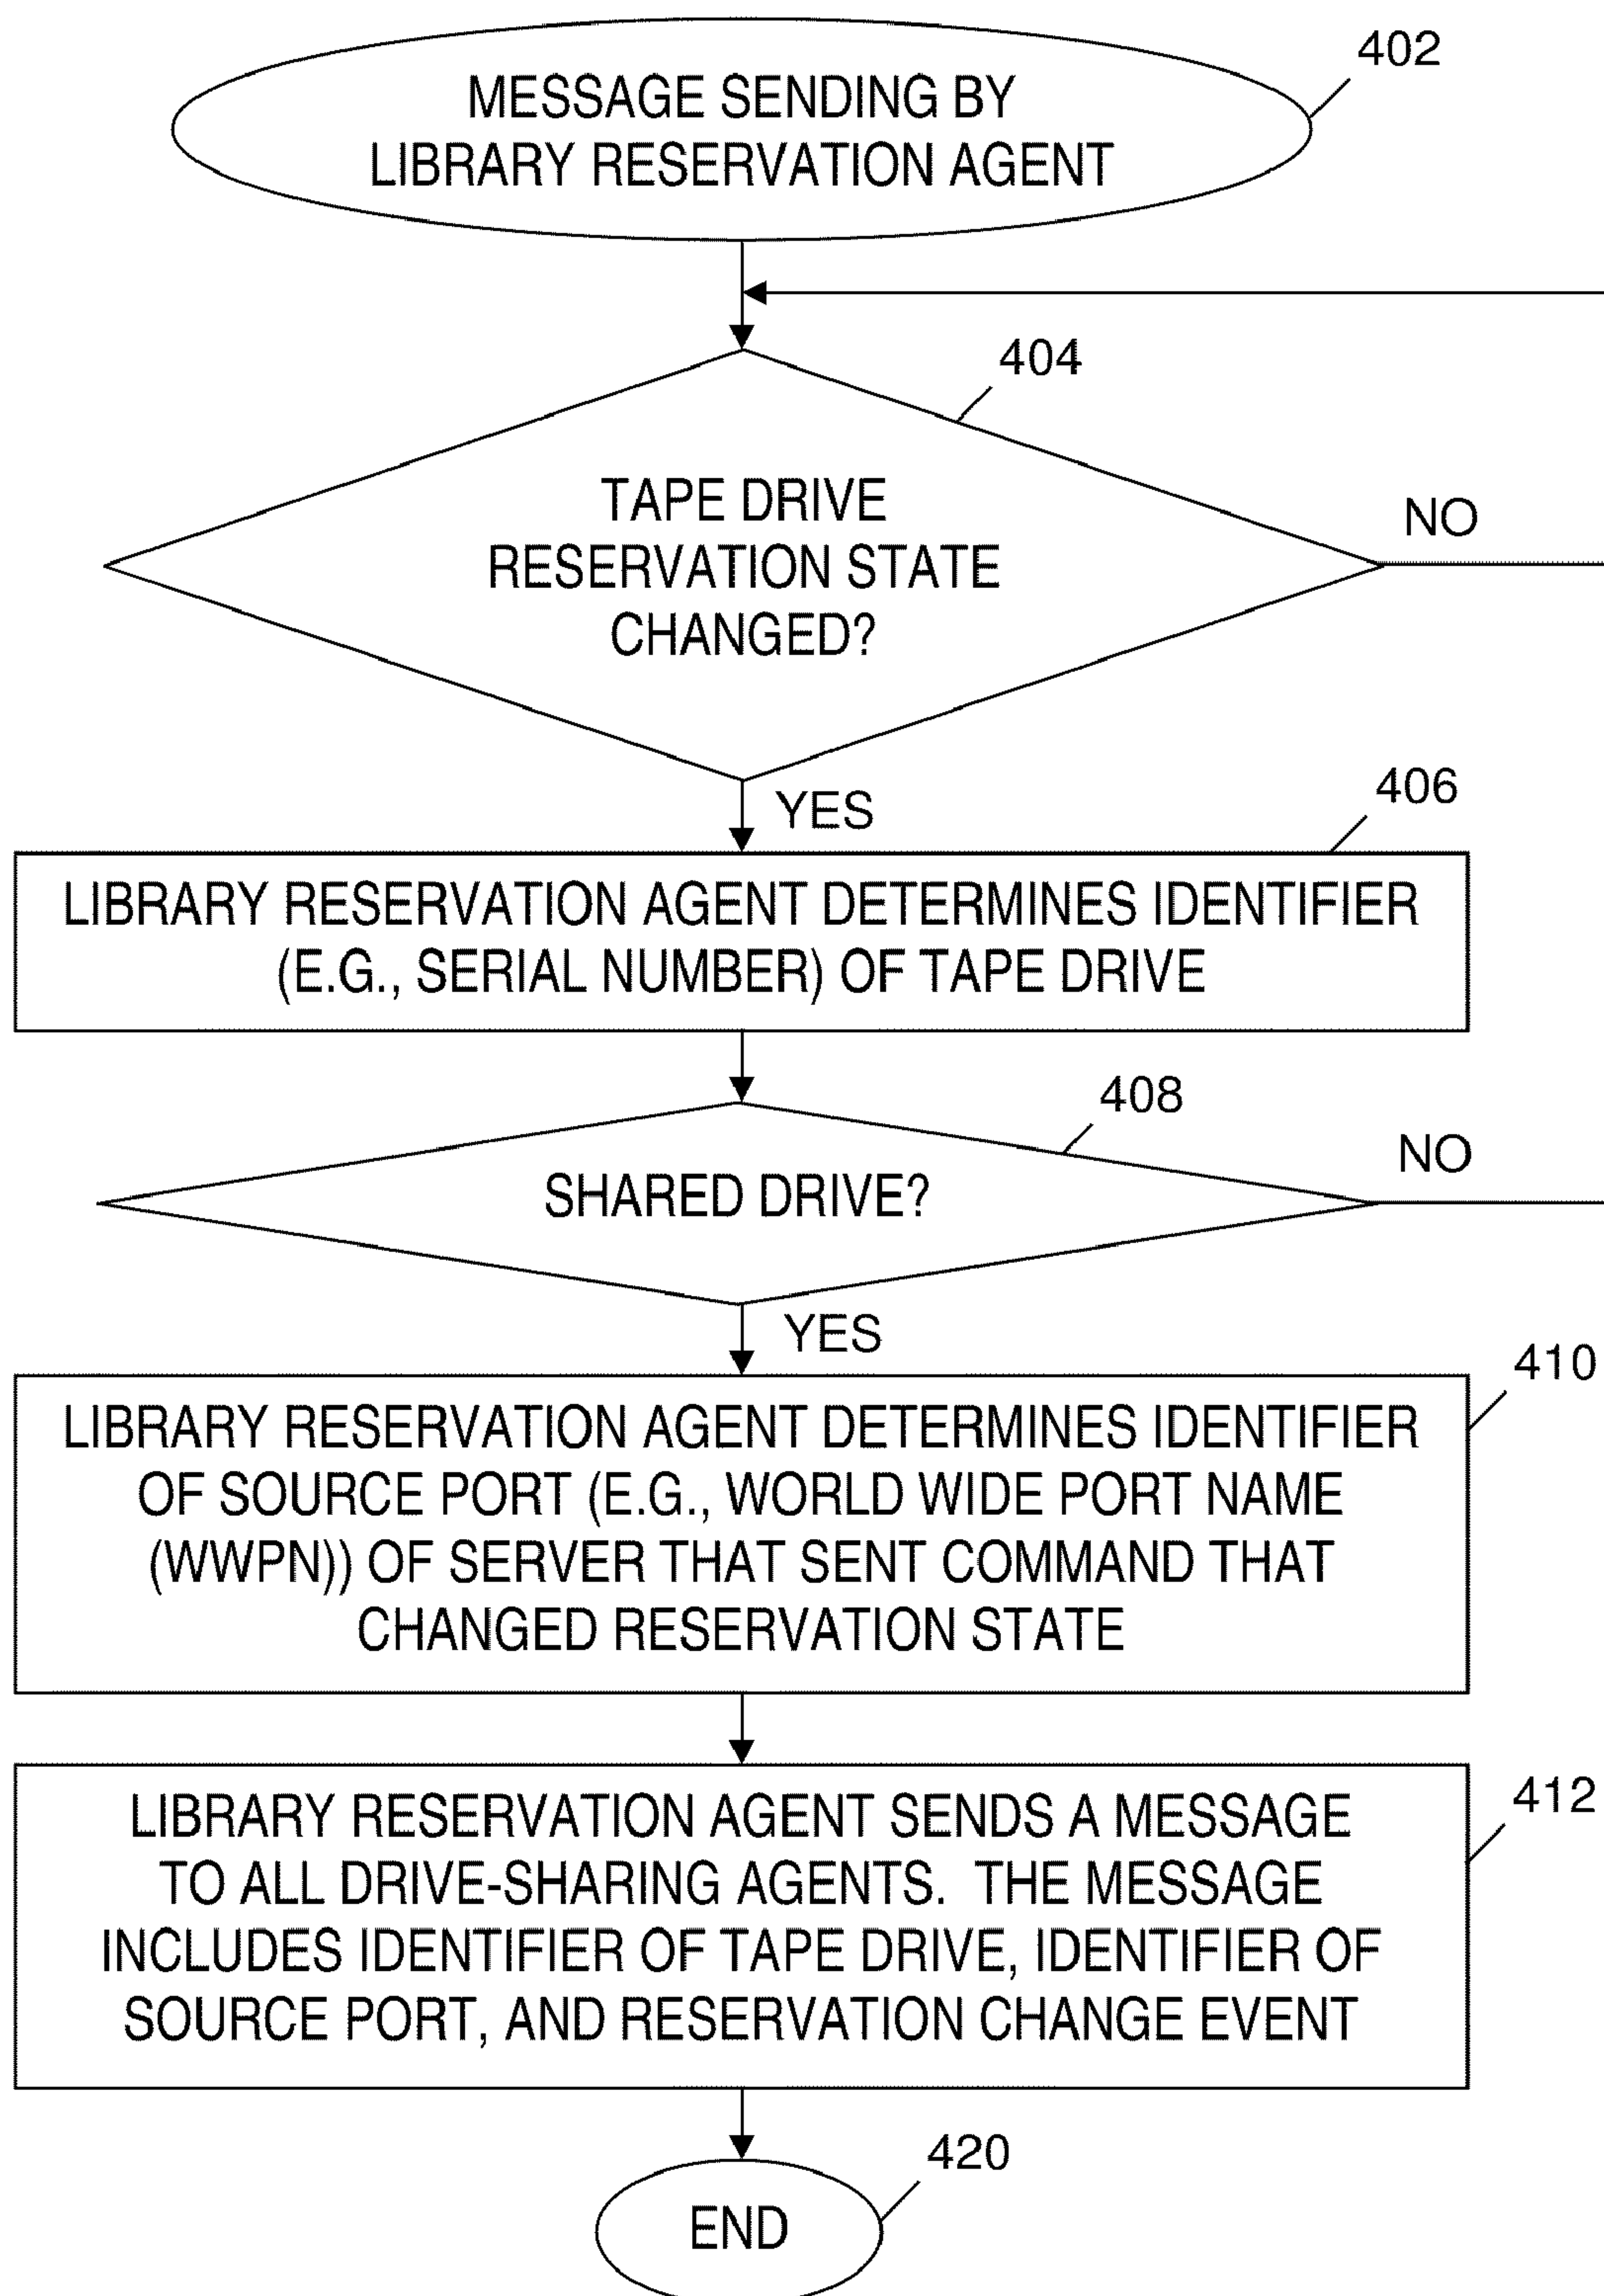 402
MESSAGE SENDING BY
LIBRARY RESERVATION AGENT
404
TAPE DRIVE
RESERVATION STATE
CHANGED?
NO
YES
406
LIBRARY RESERVATION AGENT DETERMINES IDENTIFIER
(E.G., SERIAL NUMBER) OF TAPE DRIVE
408
SHARED DRIVE?
NO
YES
410
LIBRARY RESERVATION AGENT DETERMINES IDENTIFIER
OF SOURCE PORT (E.G., WORLD WIDE PORT NAME
(WWPN)) OF SERVER THAT SENT COMMAND THAT
CHANGED RESERVATION STATE
412
LIBRARY RESERVATION AGENT SENDS A MESSAGE
TO ALL DRIVE-SHARING AGENTS. THE MESSAGE
INCLUDES IDENTIFIER OF TAPE DRIVE, IDENTIFIER OF
SOURCE PORT, AND RESERVATION CHANGE EVENT
420
END